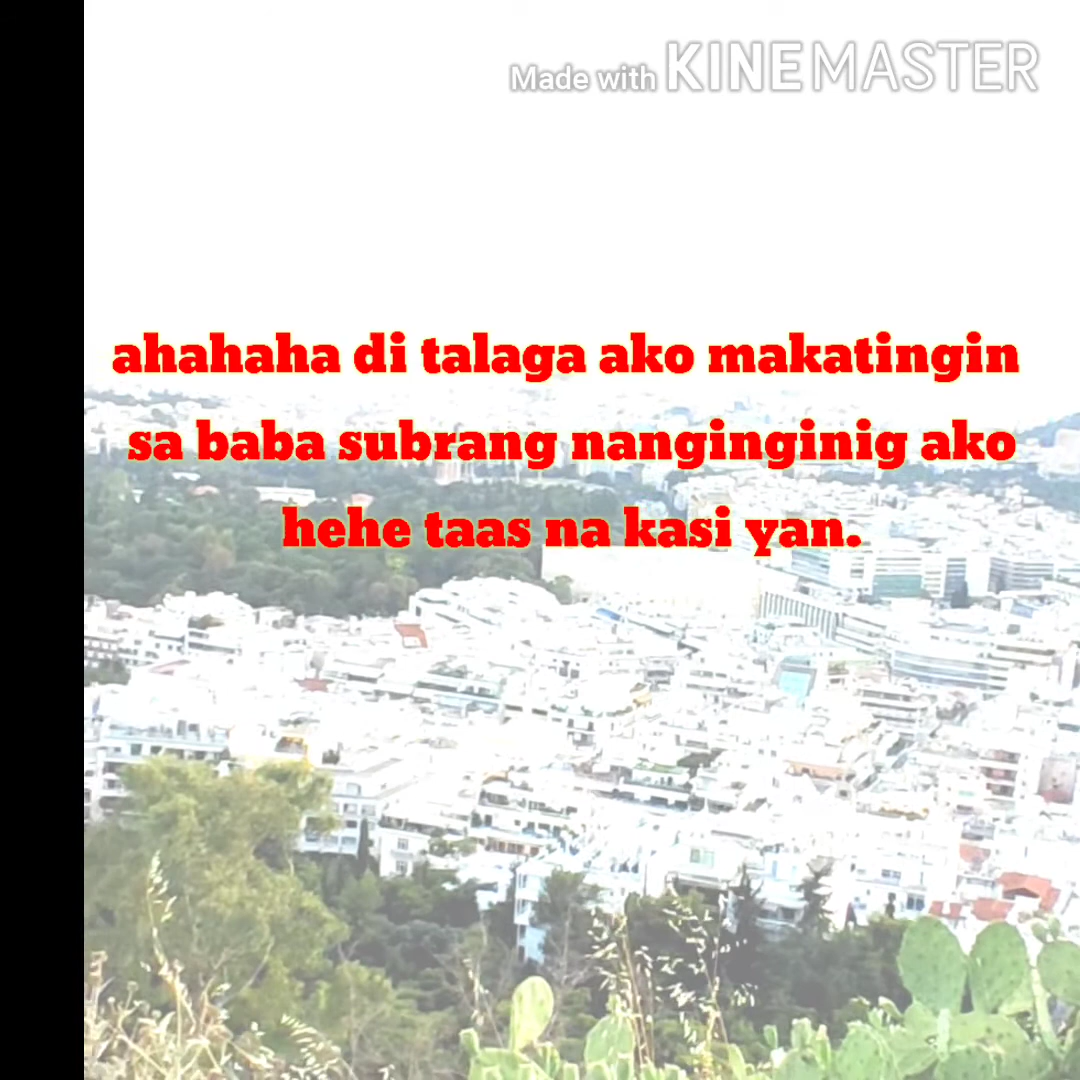 Made with KINEMASTER
ahahaha di talaga ako makatingin
sa baba subrang nanginginig ako
hehe taas na kasi yan.